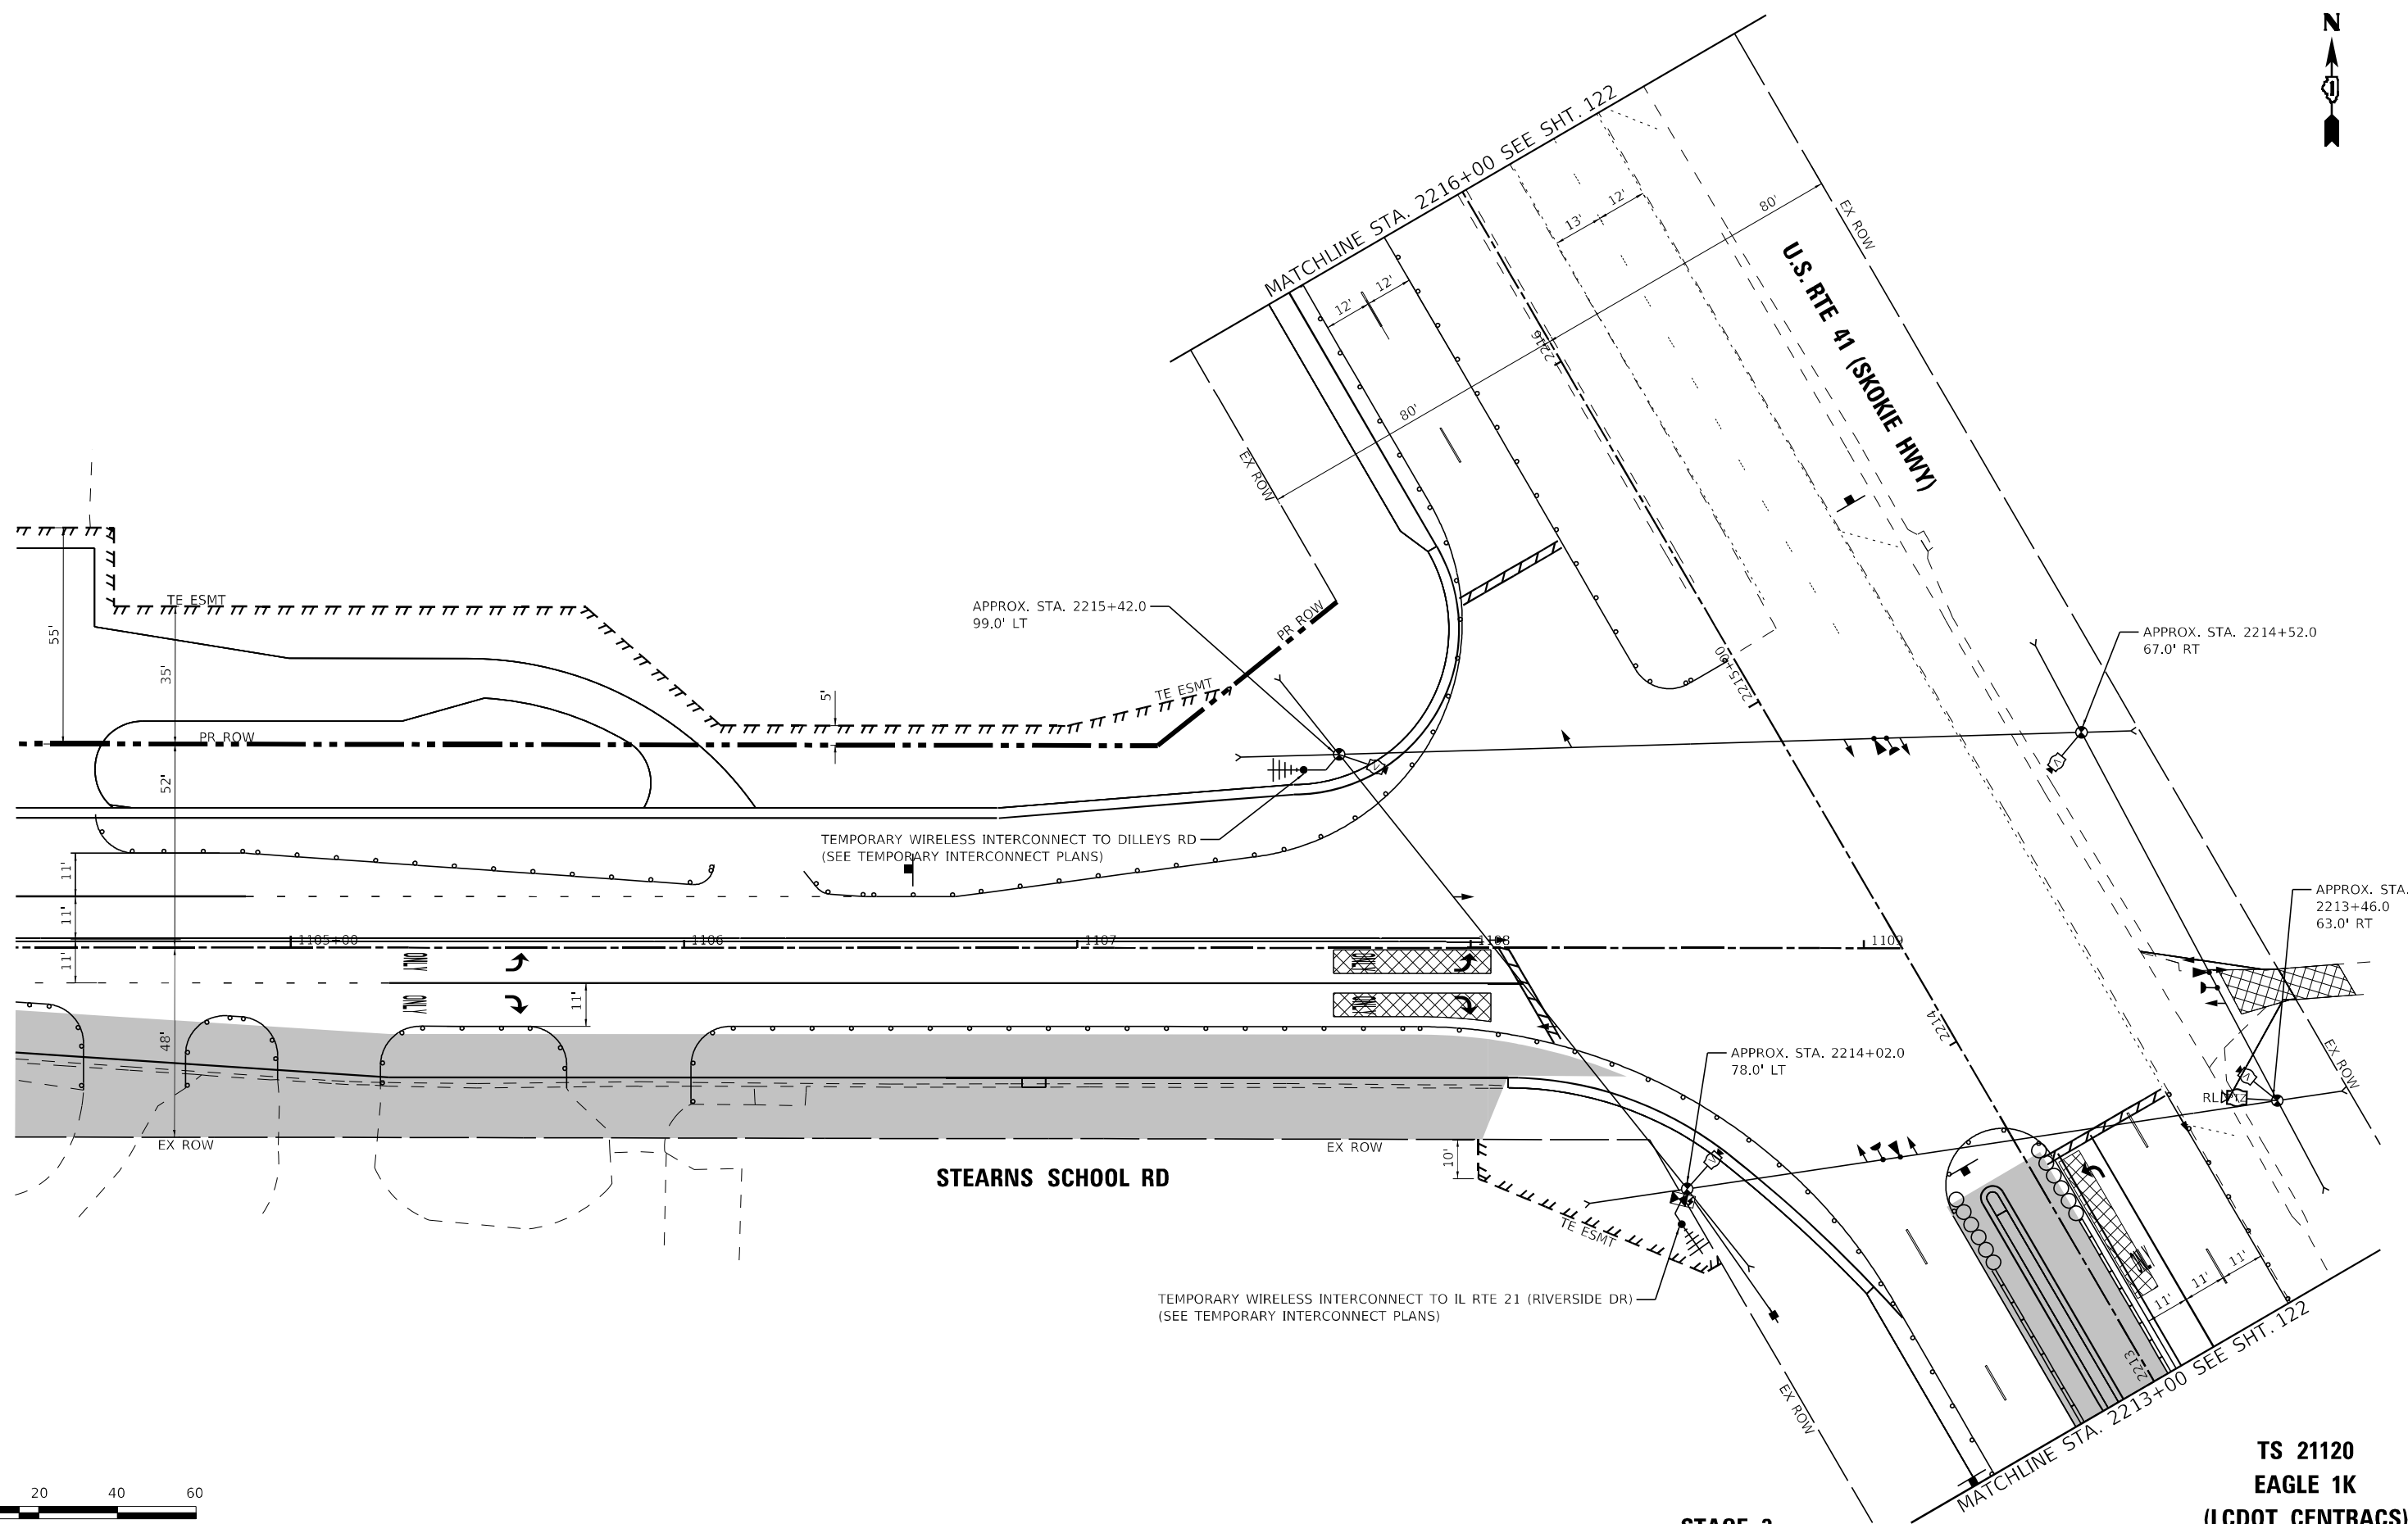 N
MATCHLINE STA. 2216+00 SEE SHT. 122
12'
13'
80'
EX ROW
U.S. RTE 41 (SKOKIE HWY)
12'
12'
2216
80'
EX ROW
TE ESMT
55'
35'
APPROX. STA. 2215+42.0
99.0' LT
PR ROW
TE ESMT
5'
2215+00
APPROX. STA. 2214+52.0
67.0' RT
PR ROW
52'
V
V
TEMPORARY WIRELESS INTERCONNECT TO DILLEYS RD
(SEE TEMPORARY INTERCONNECT PLANS)
11'
11'
11'
1105+00
1106
1107
1108
1109
ONLY
ONLY
11'
APPROX. STA.
2213+46.0
63.0' RT
48'
2214
APPROX. STA. 2214+02.0
78.0' LT
EX ROW
V
PTZ
EX ROW
EX ROW
10'
V
STEARNS SCHOOL RD
TE ESMT
TEMPORARY WIRELESS INTERCONNECT TO IL RTE 21 (RIVERSIDE DR)
(SEE TEMPORARY INTERCONNECT PLANS)
11'
11'
11'
2213
EX ROW
MATCHLINE STA. 2213+00 SEE SHT. 122
TS 21120
EAGLE 1K
(LCDOT CENTRACS)
20 40 60